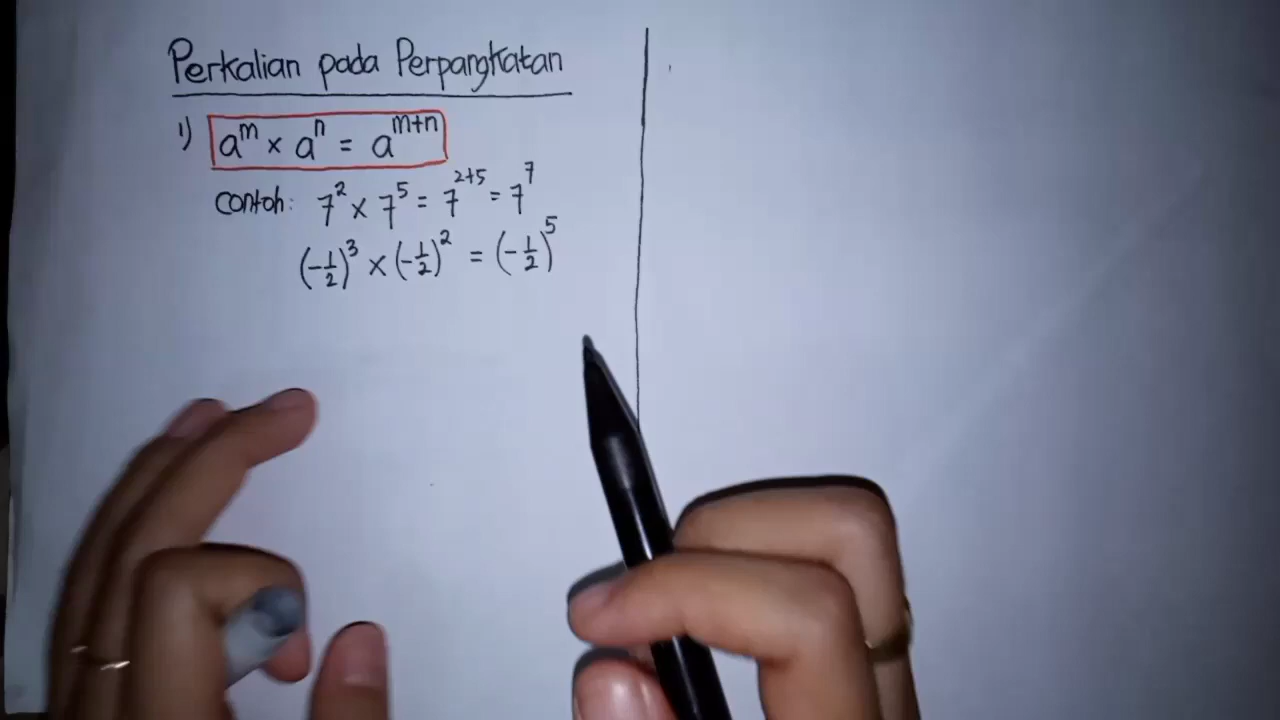 Perkalian pada Perpangkatan
1) a^m × a^n = a^(m+n)
contoh: 7^2 × 7^5 = 7^(2+5) = 7^7
(-1/2)^3 × (-1/2)^2 = (-1/2)^5